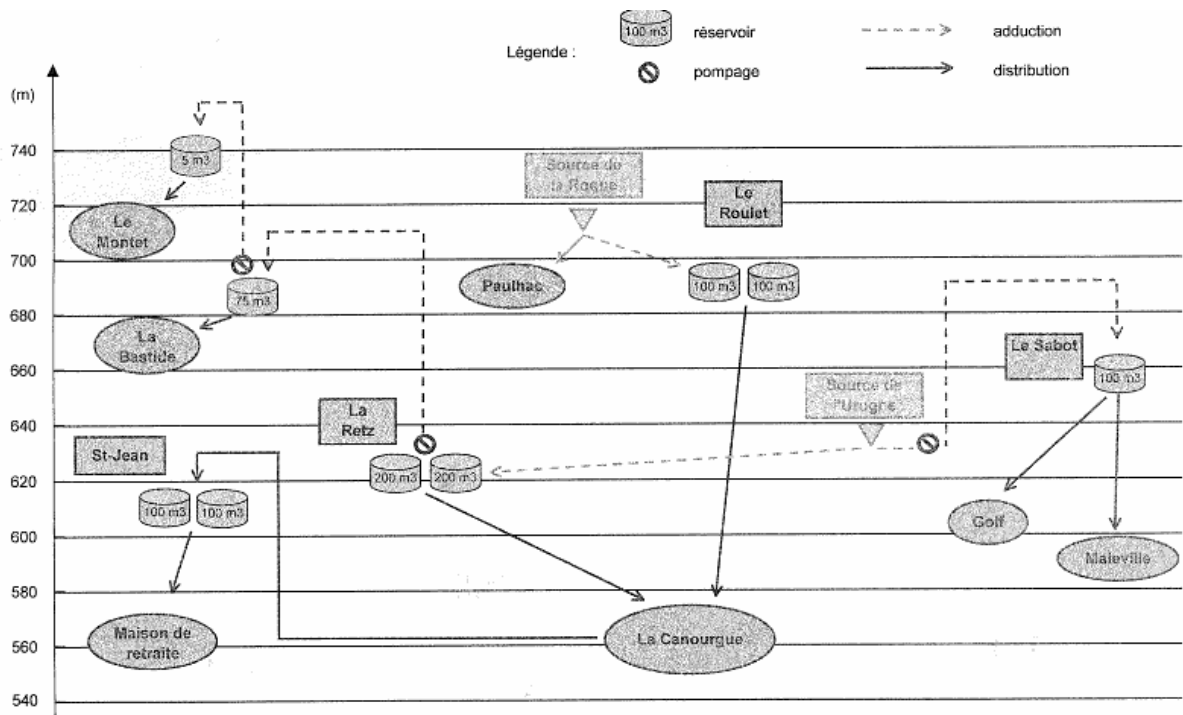 100 m3 réservoir adduction
Légende :
pompage distribution
(m)
740
5 m3
Source de
la Roque
Le
Roulet
720
Le
Montet
700
75 m3
Paulhac
100 m3 100 m3
680
La
Bastide
Le Sabot
660
100 m3
Source de
l'Urugne
La
Retz
640
St-Jean
200 m3 200 m3
620
100 m3 100 m3
Golf
600
Maleville
580
Maison de
retraite
La Canourgue
560
540